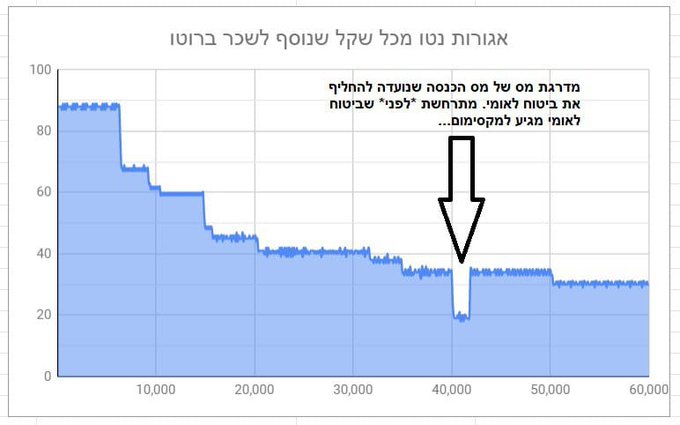 אגורות נטו מכל שקל שנוסף לשכר ברוטו
מדרגת מס של מס הכנסה שנועדה להחליף
את ביטוח לאומי. מתרחשת *לפני* שביטוח
לאומי מגיע למקסימום...
100
80
60
40
20
0
10,000 20,000 30,000 40,000 50,000 60,000